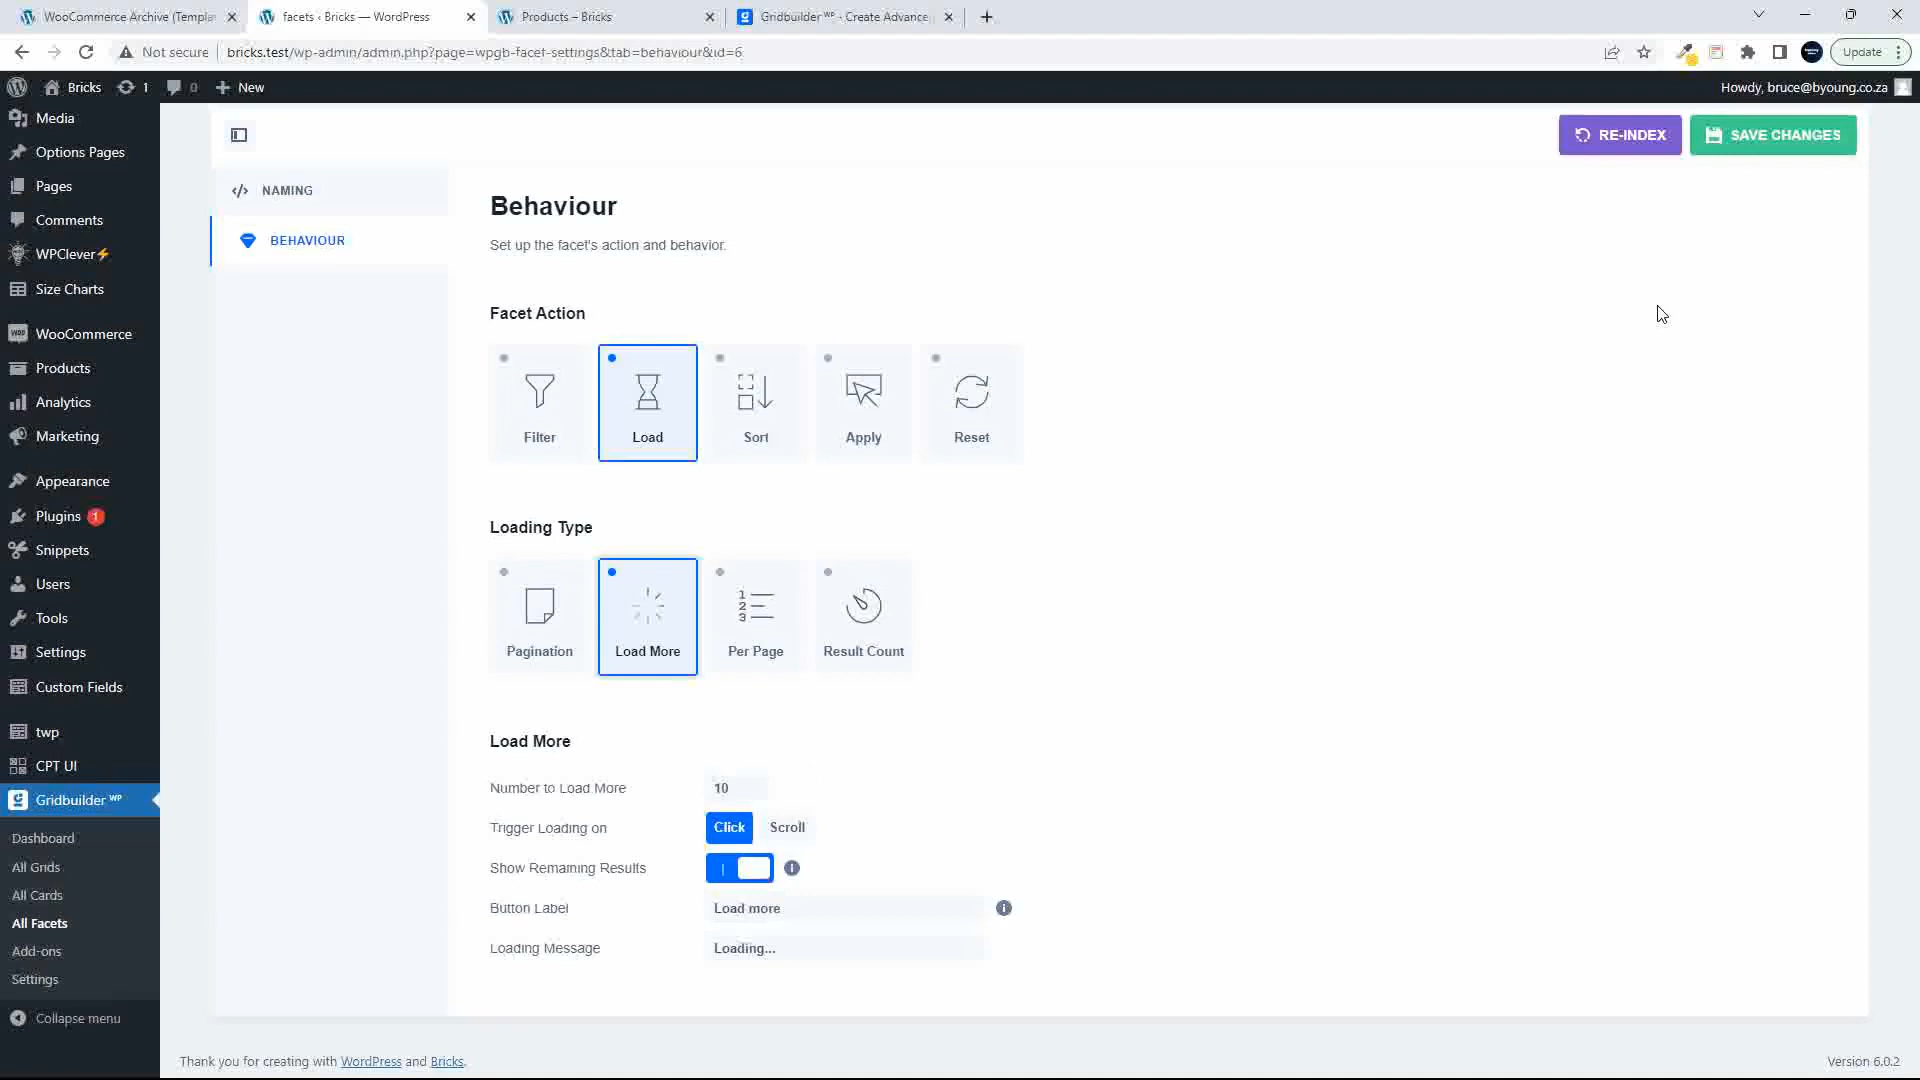 WooCommerce Archive (Templat
facets ‹ Bricks — WordPress
Products – Bricks
Gridbuilder ᵂᴾ - Create Advance
Not secure
bricks.test/wp-admin/admin.php?page=wpgb-facet-settings&tab=behaviour&id=6
Update
Bricks
1
0
New
Howdy, bruce@byoung.co.za
Media
Options Pages
Pages
Comments
WPClever⚡
Size Charts
WooCommerce
Products
Analytics
Marketing
Appearance
Plugins 1
Snippets
Users
Tools
Settings
Custom Fields
twp
CPT UI
Gridbuilder ᵂᴾ
Dashboard
All Grids
All Cards
All Facets
Add-ons
Settings
Collapse menu
RE-INDEX
SAVE CHANGES
NAMING
BEHAVIOUR
Behaviour
Set up the facet's action and behavior.
Facet Action
Filter
Load
Sort
Apply
Reset
Loading Type
Pagination
Load More
Per Page
Result Count
Load More
Number to Load More 10
Trigger Loading on Click Scroll
Show Remaining Results
Button Label Load more
Loading Message Loading...
Thank you for creating with WordPress and Bricks.
Version 6.0.2